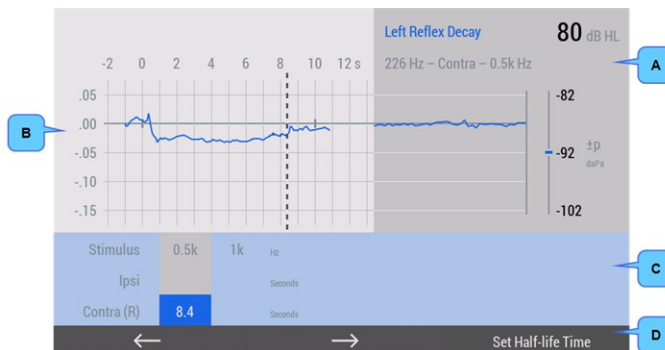 Left Reflex Decay 80 dB HL
-2 0 2 4 6 8 10 12 s 226 Hz – Contra – 0.5k Hz A
.05 -82
B .00
-.05 -92 ±p
daPa
-.10
-.15 -102
Stimulus 0.5k 1k Hz
Ipsi Seconds C
Contra (R) 8.4 Seconds
← → Set Half-life Time D